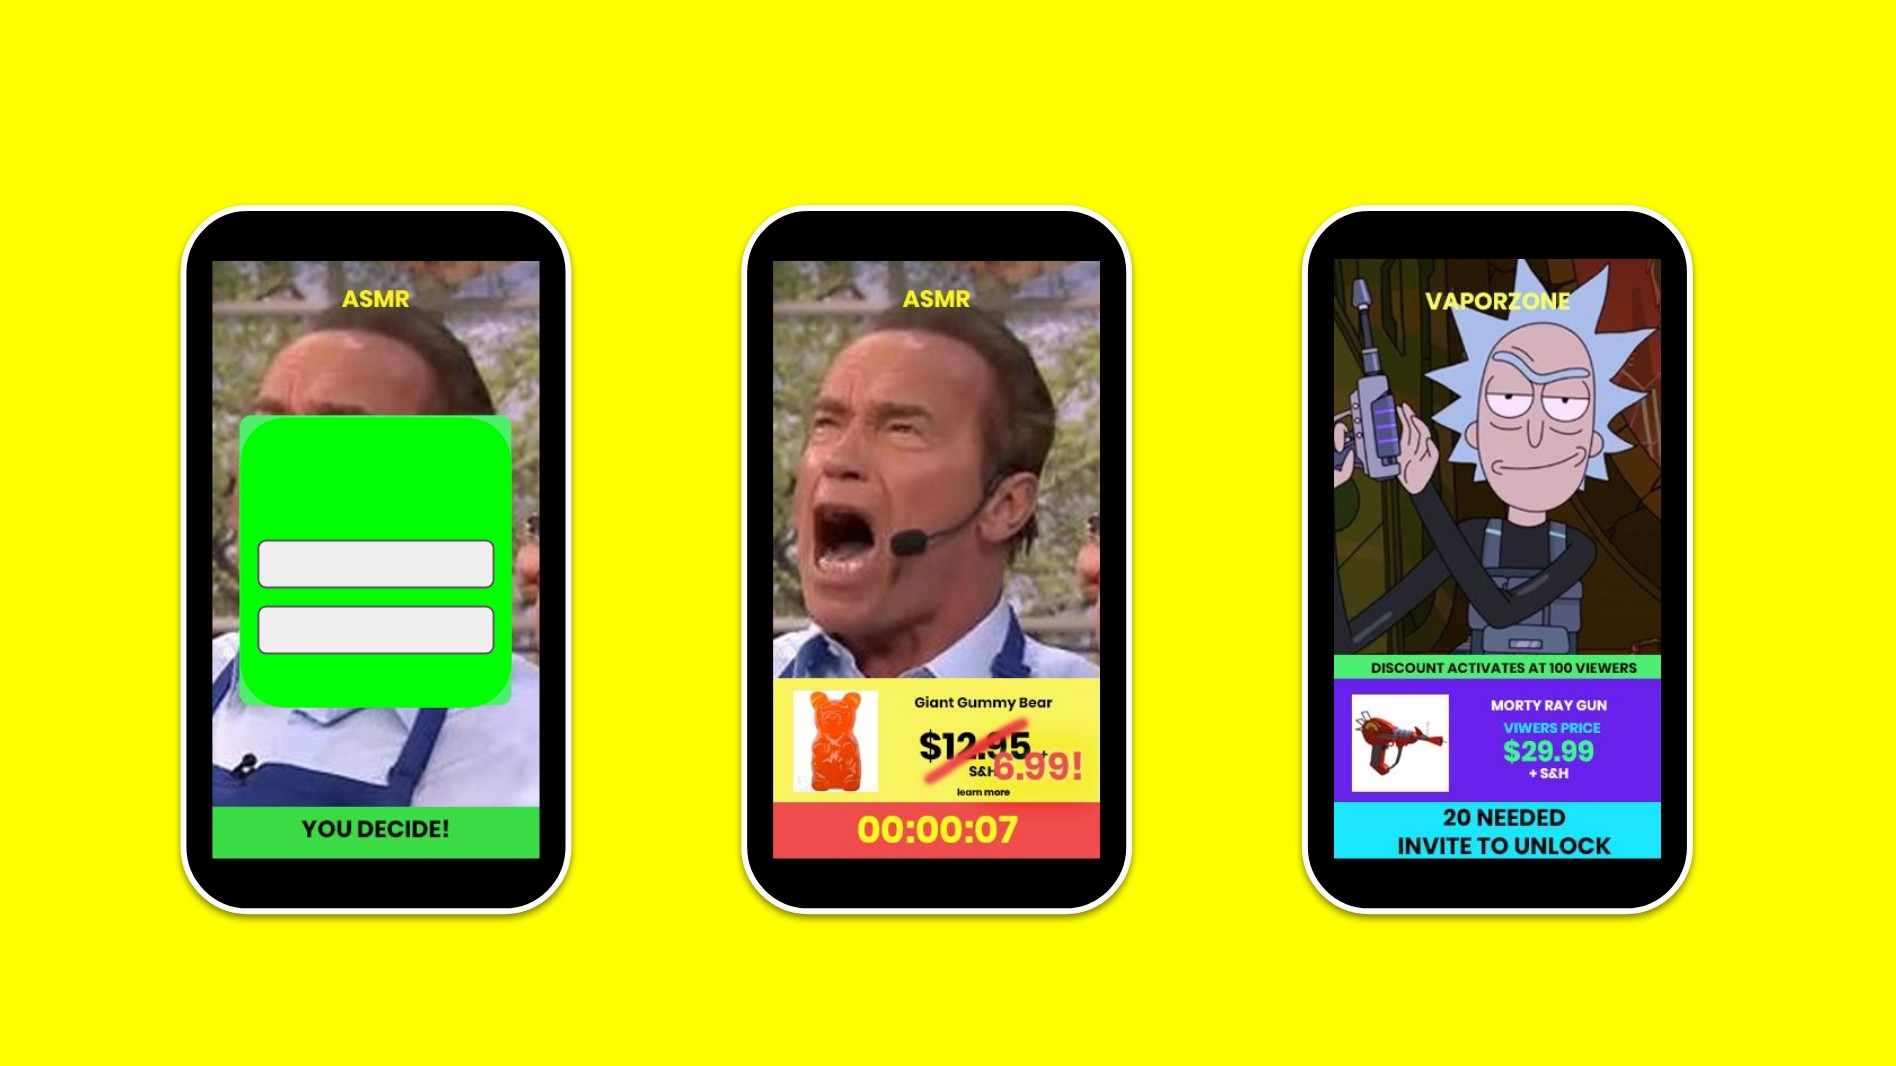 ASMR
YOU DECIDE!
ASMR
Giant Gummy Bear
$12.95 +
S&H
6.99!
learn more
00:00:07
VAPORZONE
DISCOUNT ACTIVATES AT 100 VIEWERS
MORTY RAY GUN
VIWERS PRICE
$29.99
+ S&H
20 NEEDED
INVITE TO UNLOCK